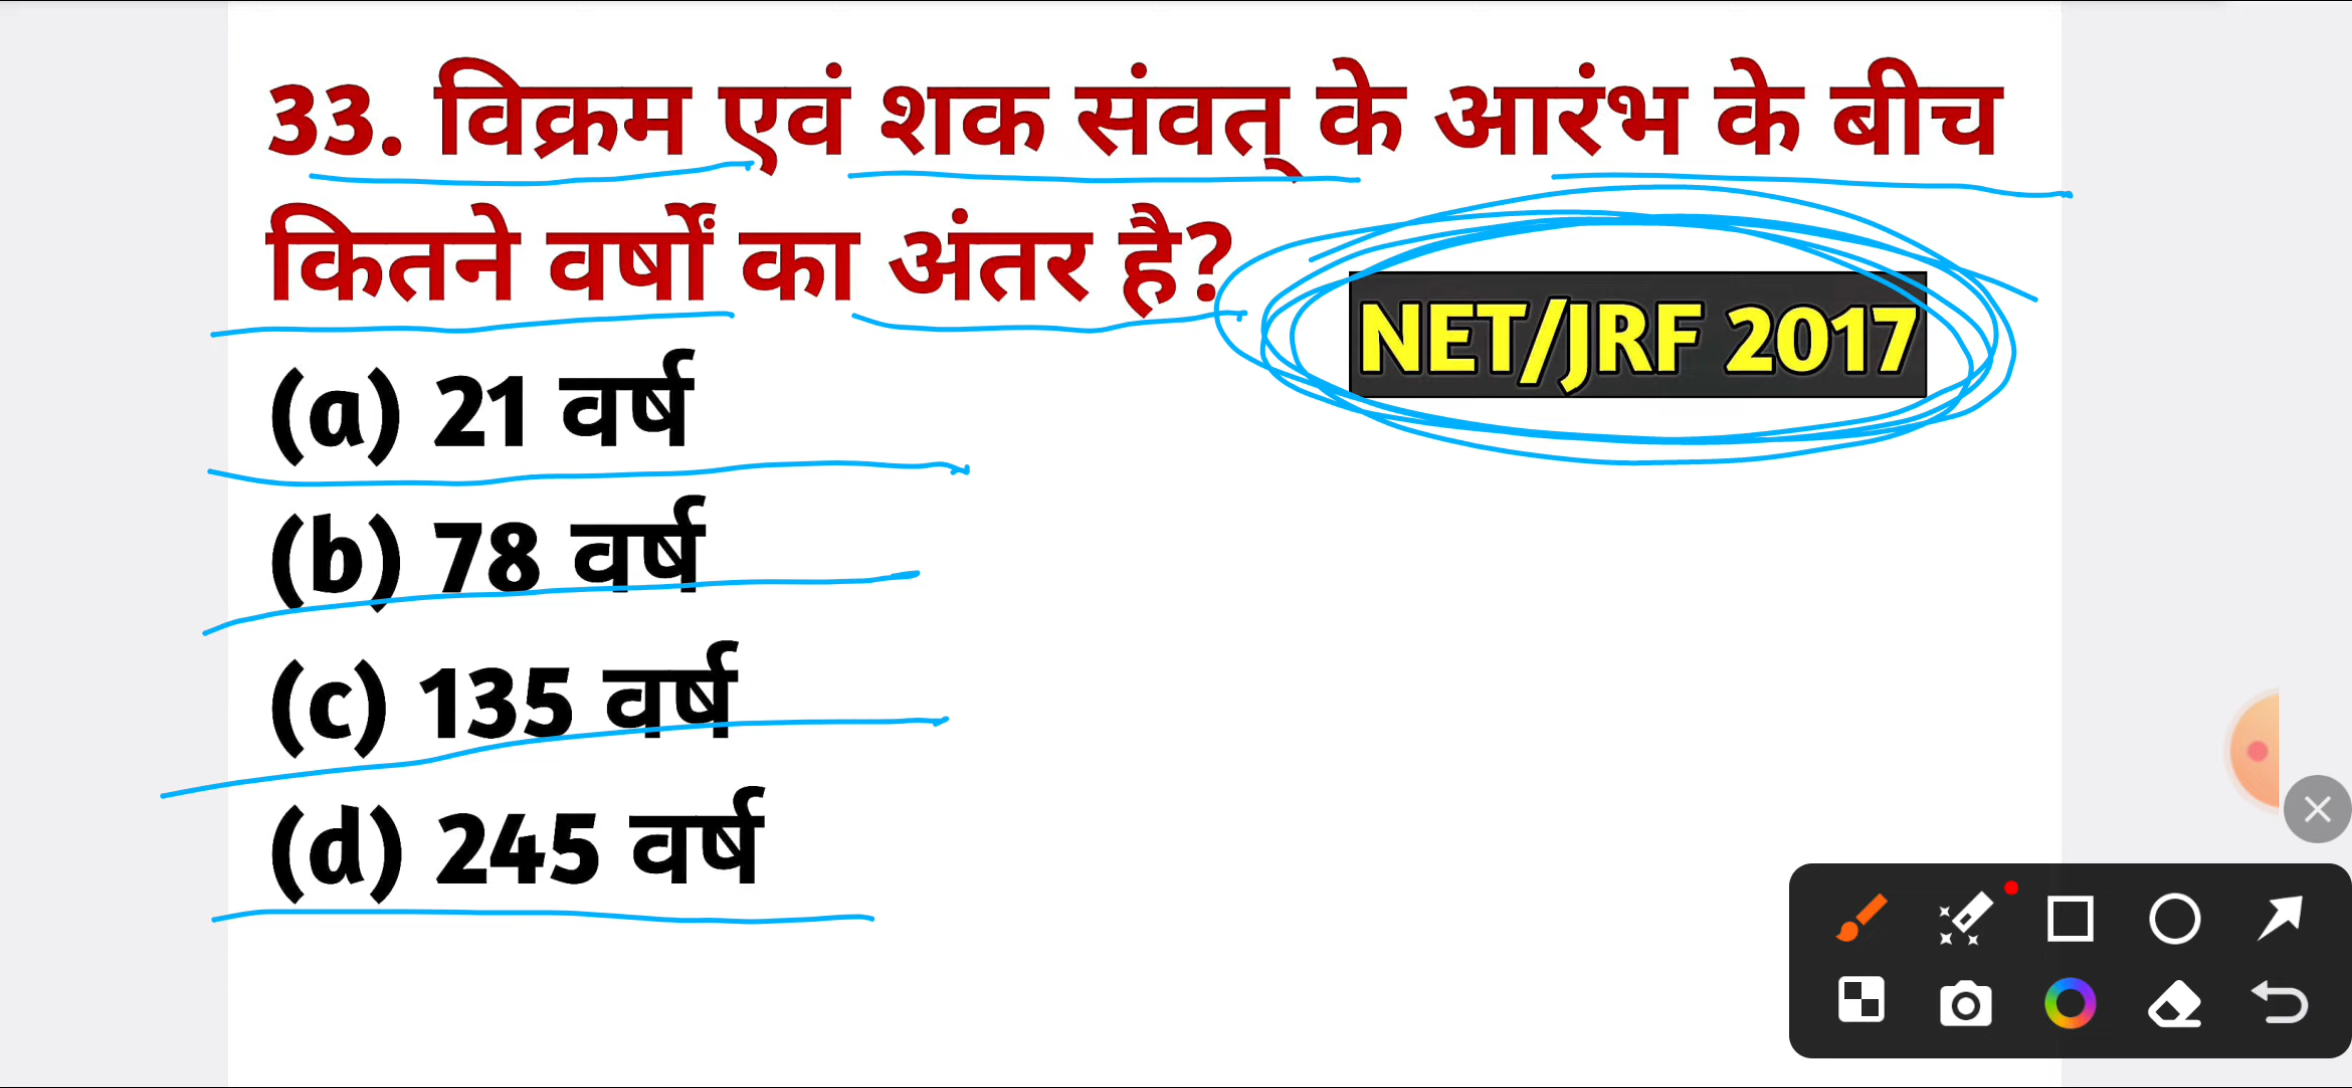 33. विक्रम एवं शक संवत् के आरंभ के बीच
कितने वर्षों का अंतर है?
NET/JRF 2017
(a) 21 वर्ष
(b) 78 वर्ष
(c) 135 वर्ष
(d) 245 वर्ष